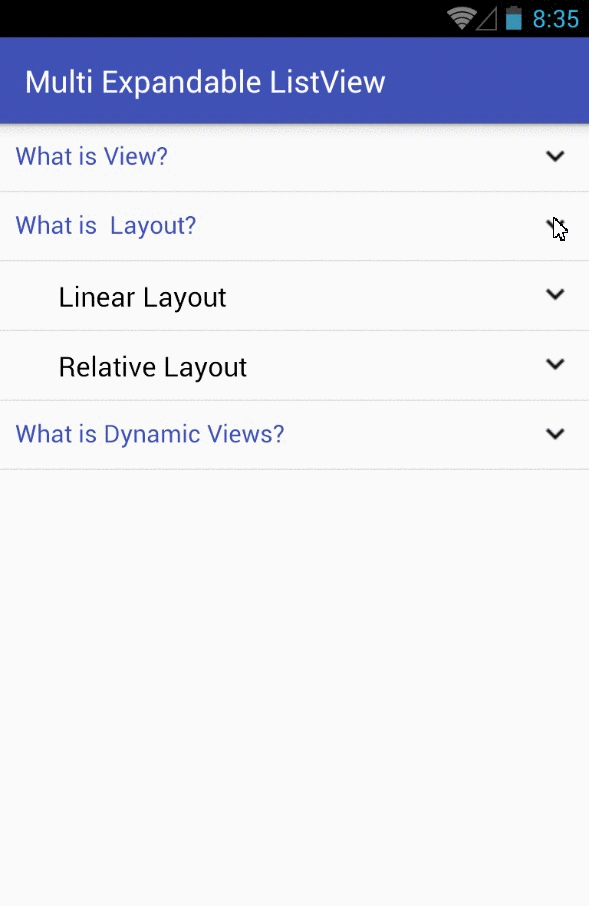 8:35
Multi Expandable ListView
What is View?
What is  Layout?
Linear Layout
Relative Layout
What is Dynamic Views?